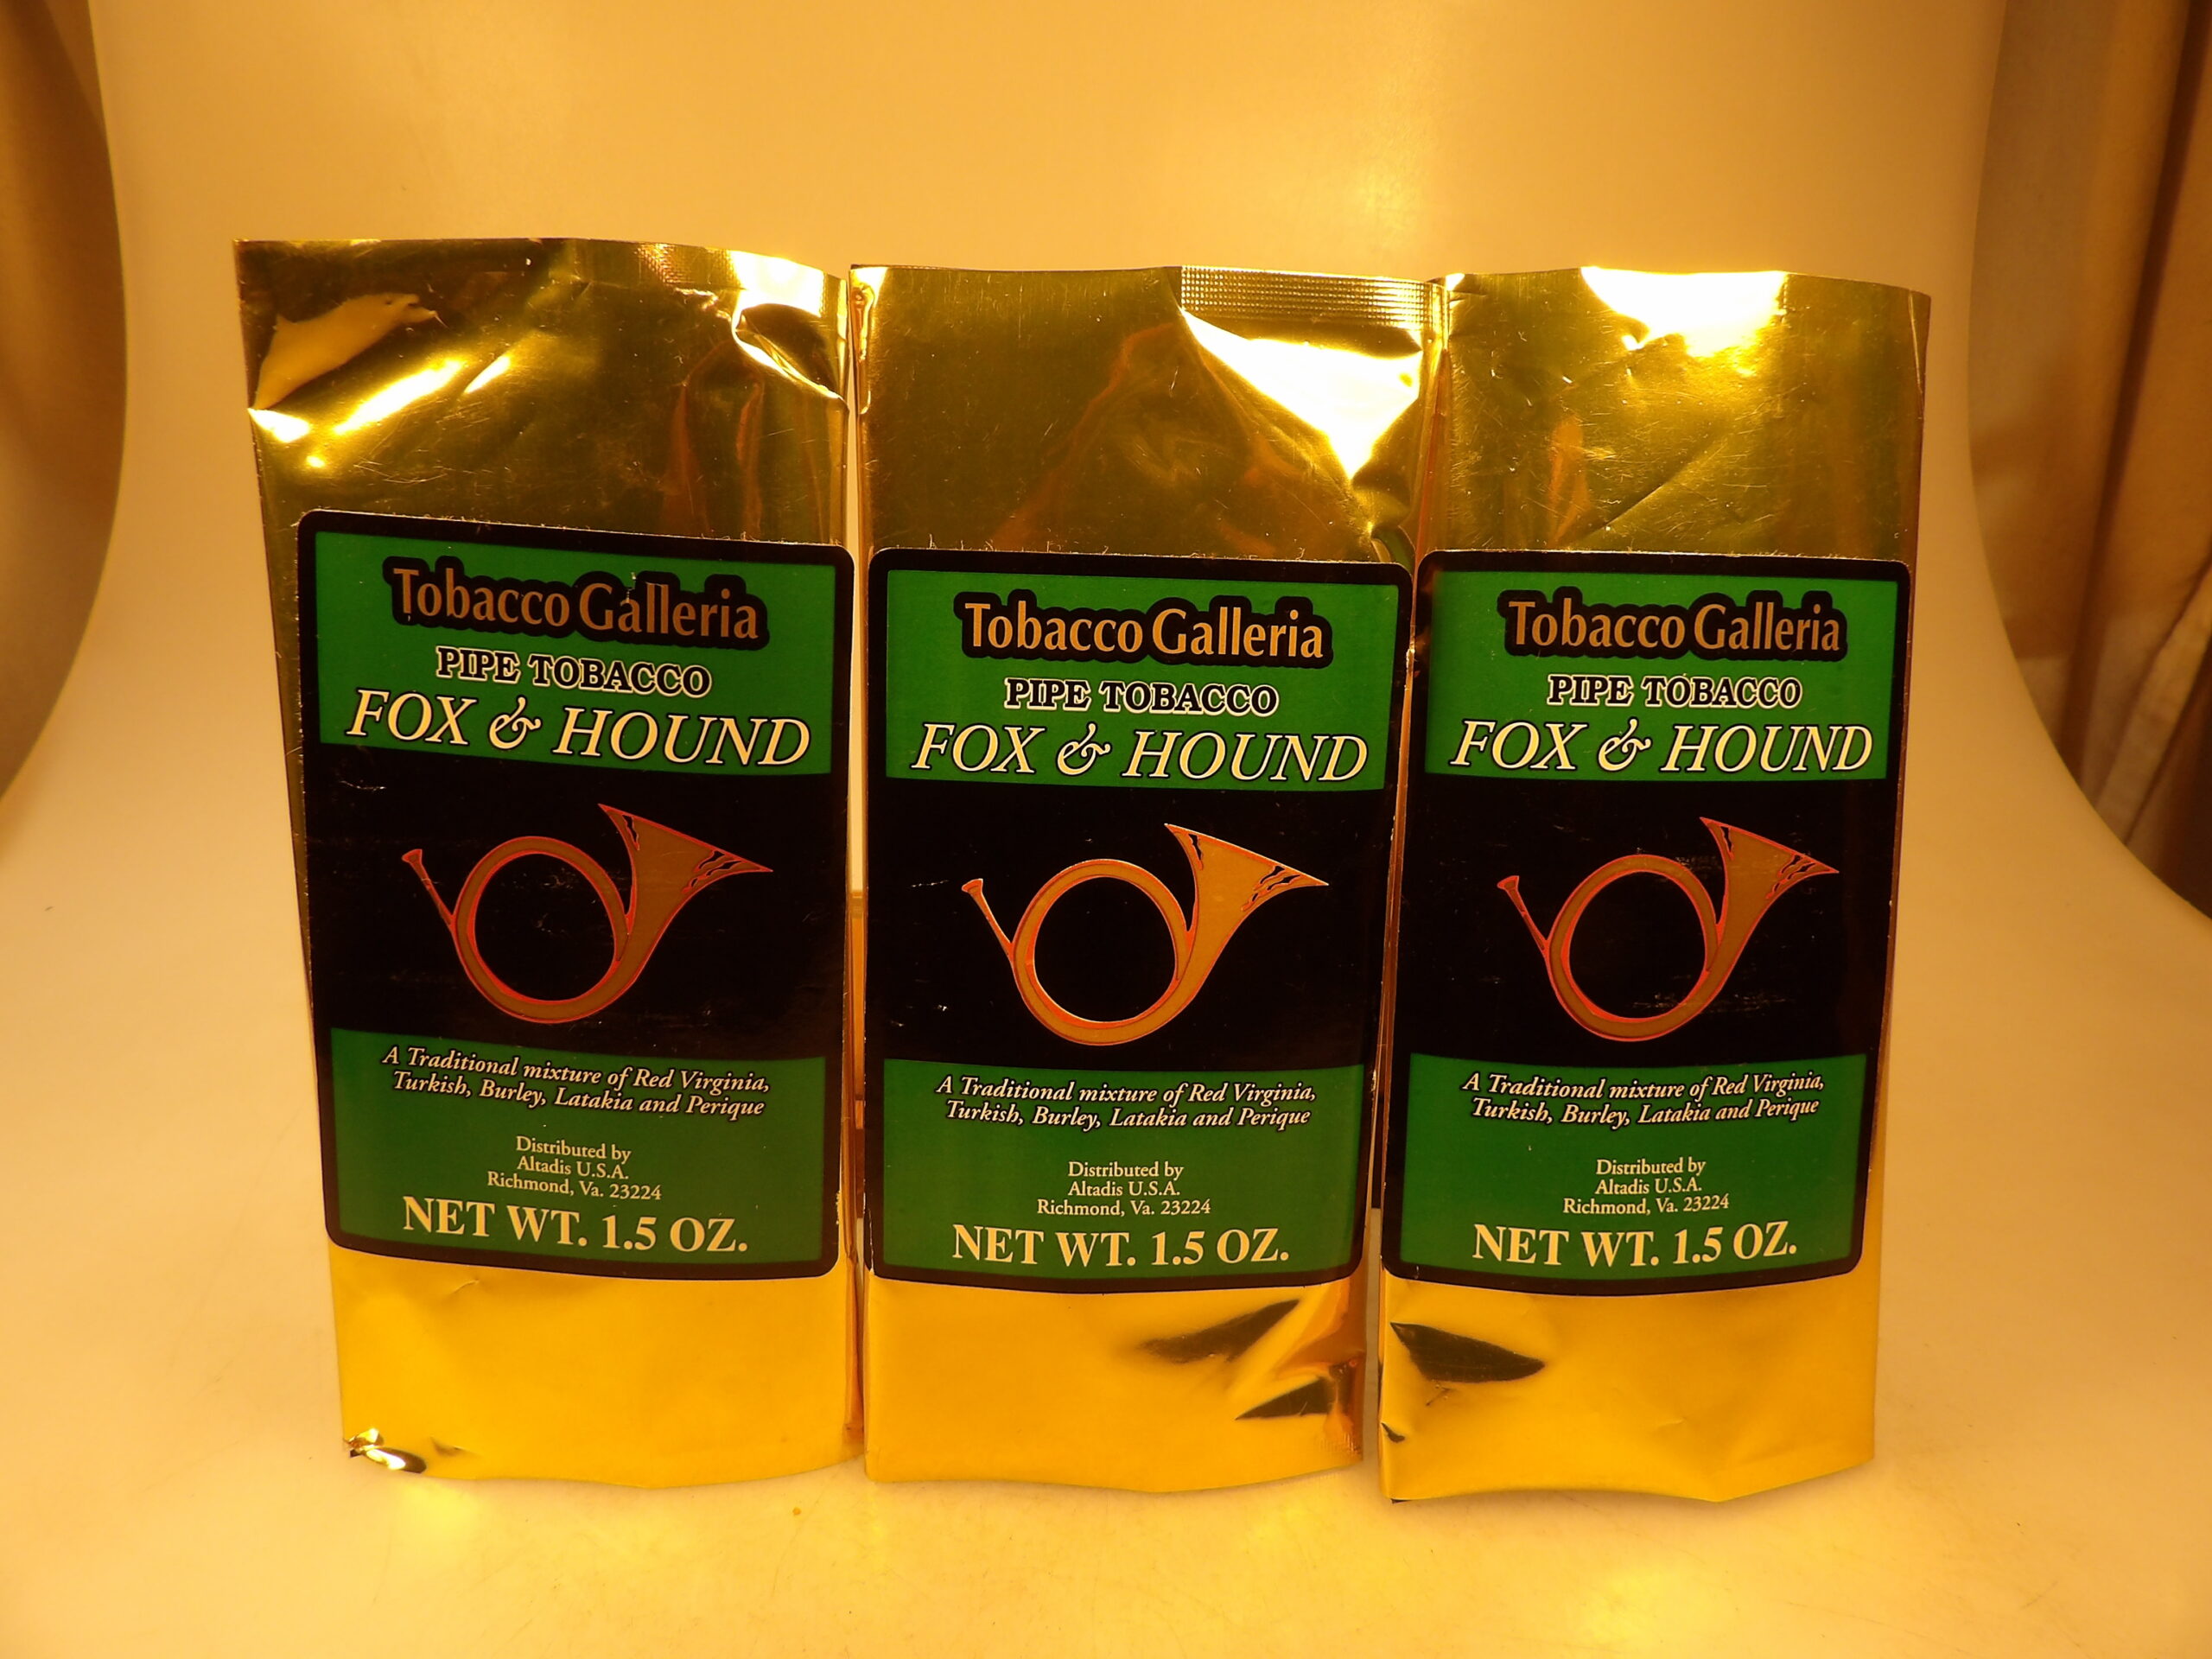 Tobacco Galleria
PIPE TOBACCO
FOX & HOUND
A Traditional mixture of Red Virginia,
Turkish, Burley, Latakia and Perique
Distributed by
Altadis U.S.A.
Richmond, Va. 23224
NET WT. 1.5 OZ.
Tobacco Galleria
PIPE TOBACCO
FOX & HOUND
A Traditional mixture of Red Virginia,
Turkish, Burley, Latakia and Perique
Distributed by
Altadis U.S.A.
Richmond, Va. 23224
NET WT. 1.5 OZ.
Tobacco Galleria
PIPE TOBACCO
FOX & HOUND
A Traditional mixture of Red Virginia,
Turkish, Burley, Latakia and Perique
Distributed by
Altadis U.S.A.
Richmond, Va. 23224
NET WT. 1.5 OZ.